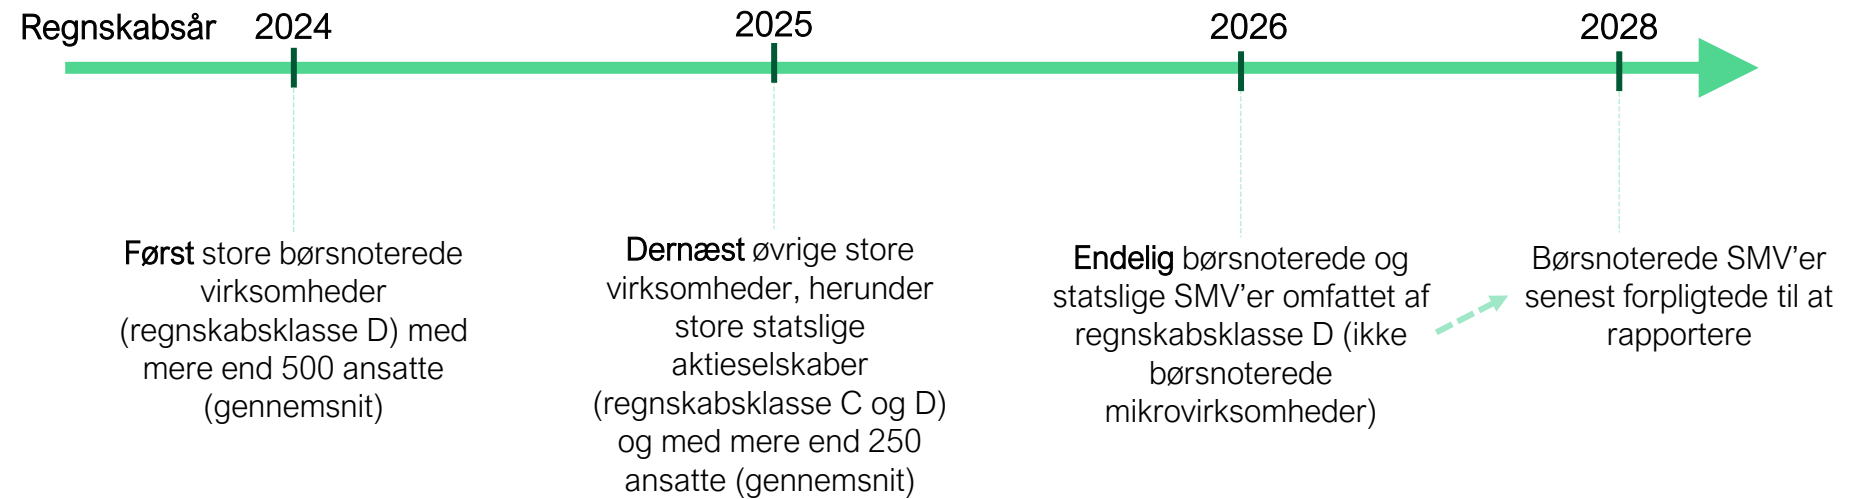 Regnskabsår 2024 2025 2026 2028
Først store børsnoterede
virksomheder
(regnskabsklasse D) med
mere end 500 ansatte
(gennemsnit)
Dernæst øvrige store
virksomheder, herunder
store statslige
aktieselskaber
(regnskabsklasse C og D)
og med mere end 250
ansatte (gennemsnit)
Endelig børsnoterede og
statslige SMV’er omfattet af
regnskabsklasse D (ikke
børsnoterede
mikrovirksomheder)
Børsnoterede SMV’er
senest forpligtede til at
rapportere